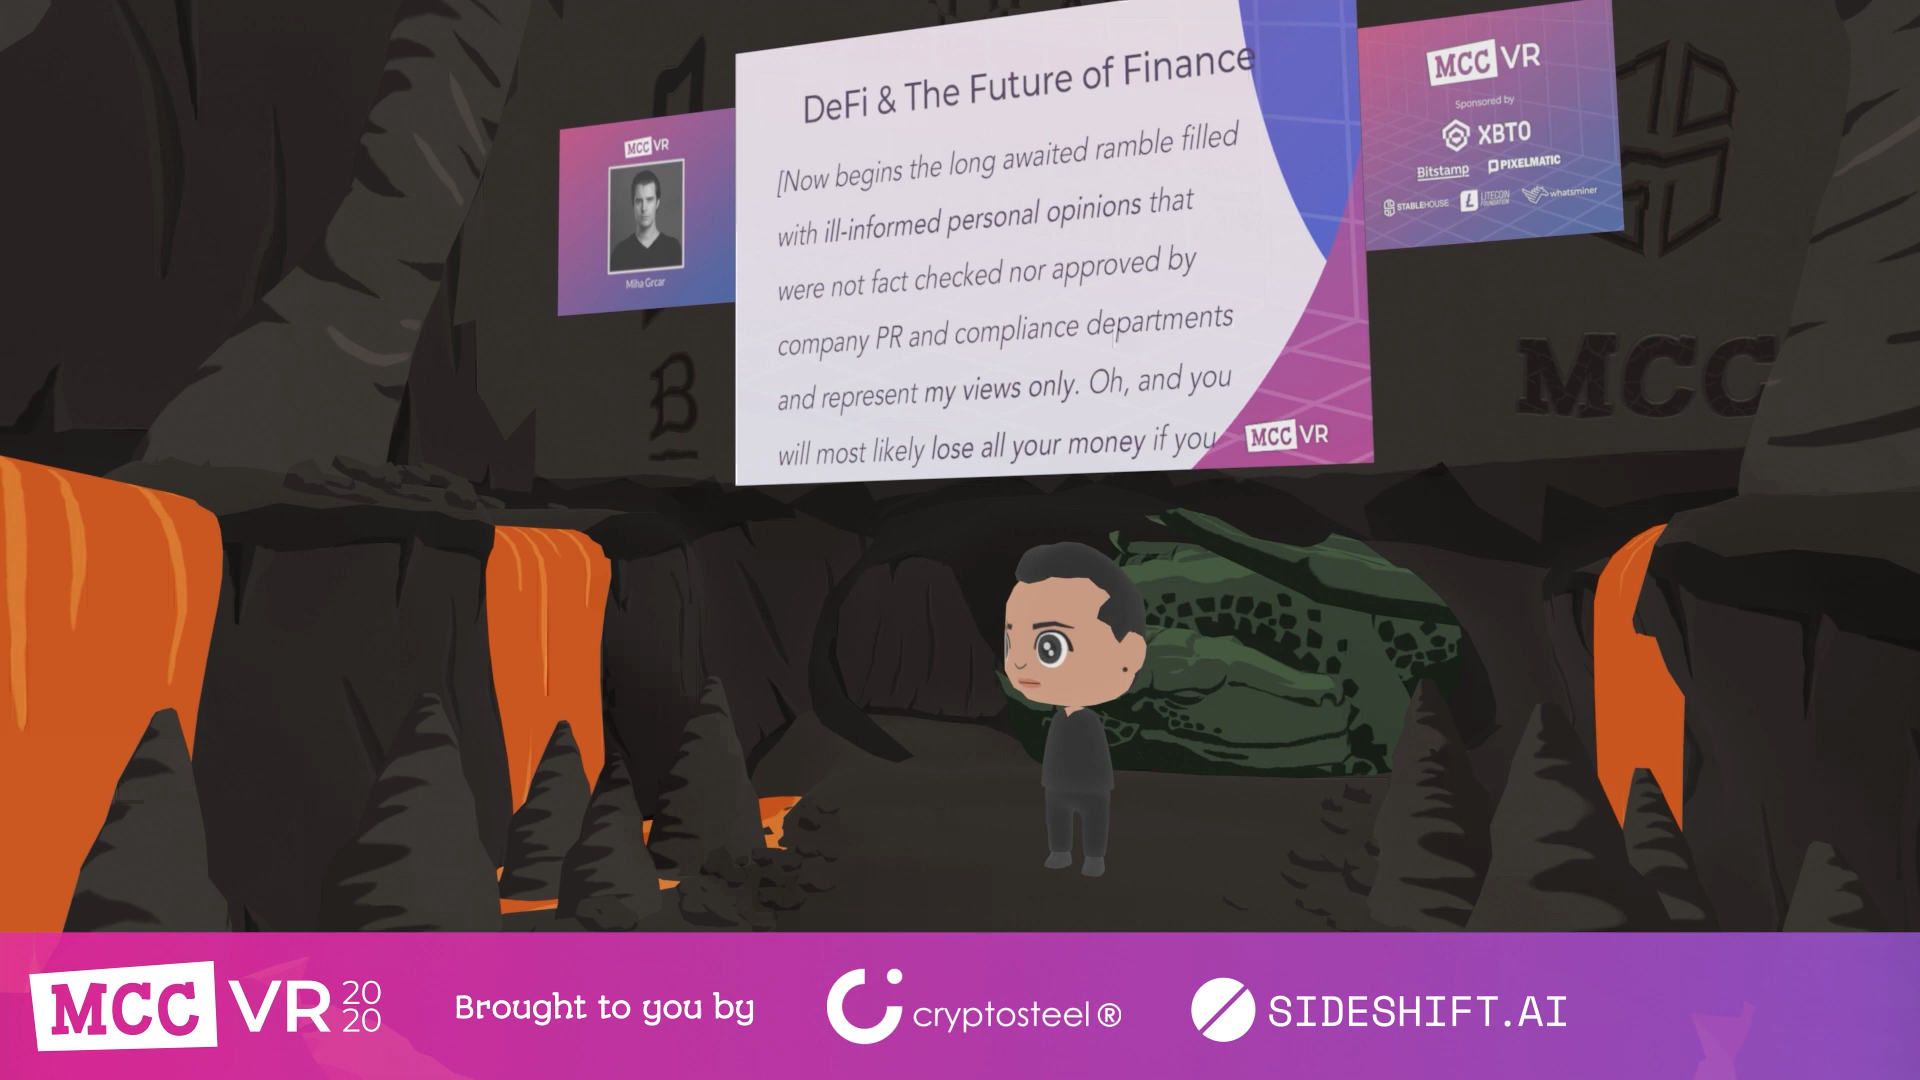 DeFi & The Future of Finance
[Now begins the long awaited ramble filled
with ill-informed personal opinions that
were not fact checked nor approved by
company PR and compliance departments
and represent my views only. Oh, and you
will most likely lose all your money if you
MCC VR
MCC VR
Miha Grcar
MCC VR
Sponsored by
XBTO
Bitstamp PIXELMATIC
STABLEHOUSE LITECOIN FOUNDATION whatsminer
B
MCC
MCC VR 2020 Brought to you by cryptosteel® SIDESHIFT.AI